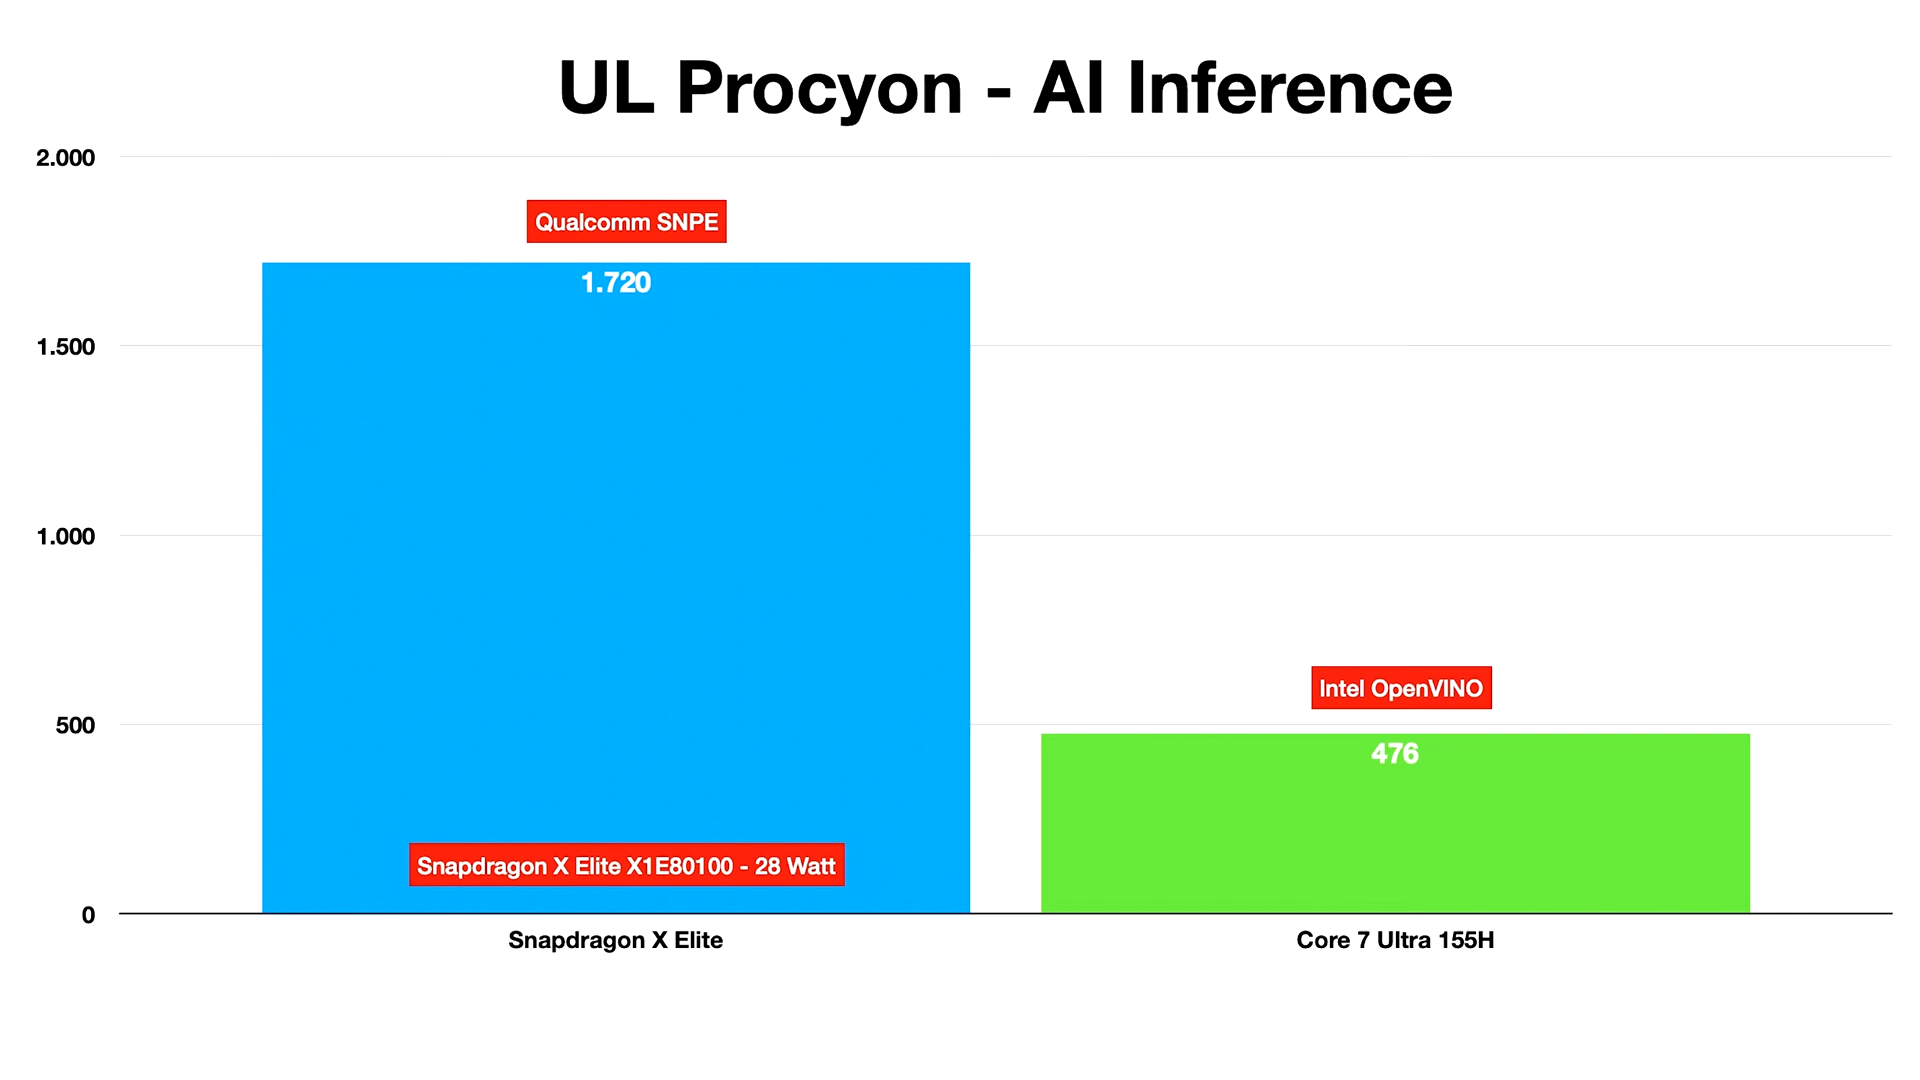 UL Procyon - AI Inference
2.000
Qualcomm SNPE
1.720
1.500
1.000
Intel OpenVINO
500
476
Snapdragon X Elite X1E80100 - 28 Watt
0
Snapdragon X Elite
Core 7 Ultra 155H